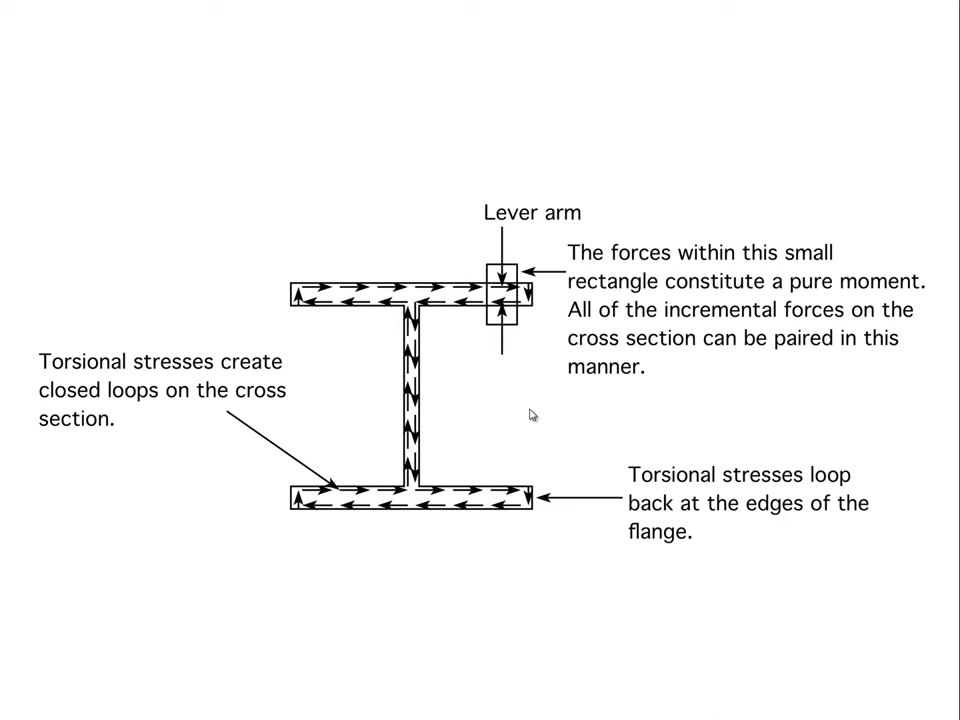 Lever arm
The forces within this small
rectangle constitute a pure moment.
All of the incremental forces on the
cross section can be paired in this
manner.
Torsional stresses create
closed loops on the cross
section.
Torsional stresses loop
back at the edges of the
flange.